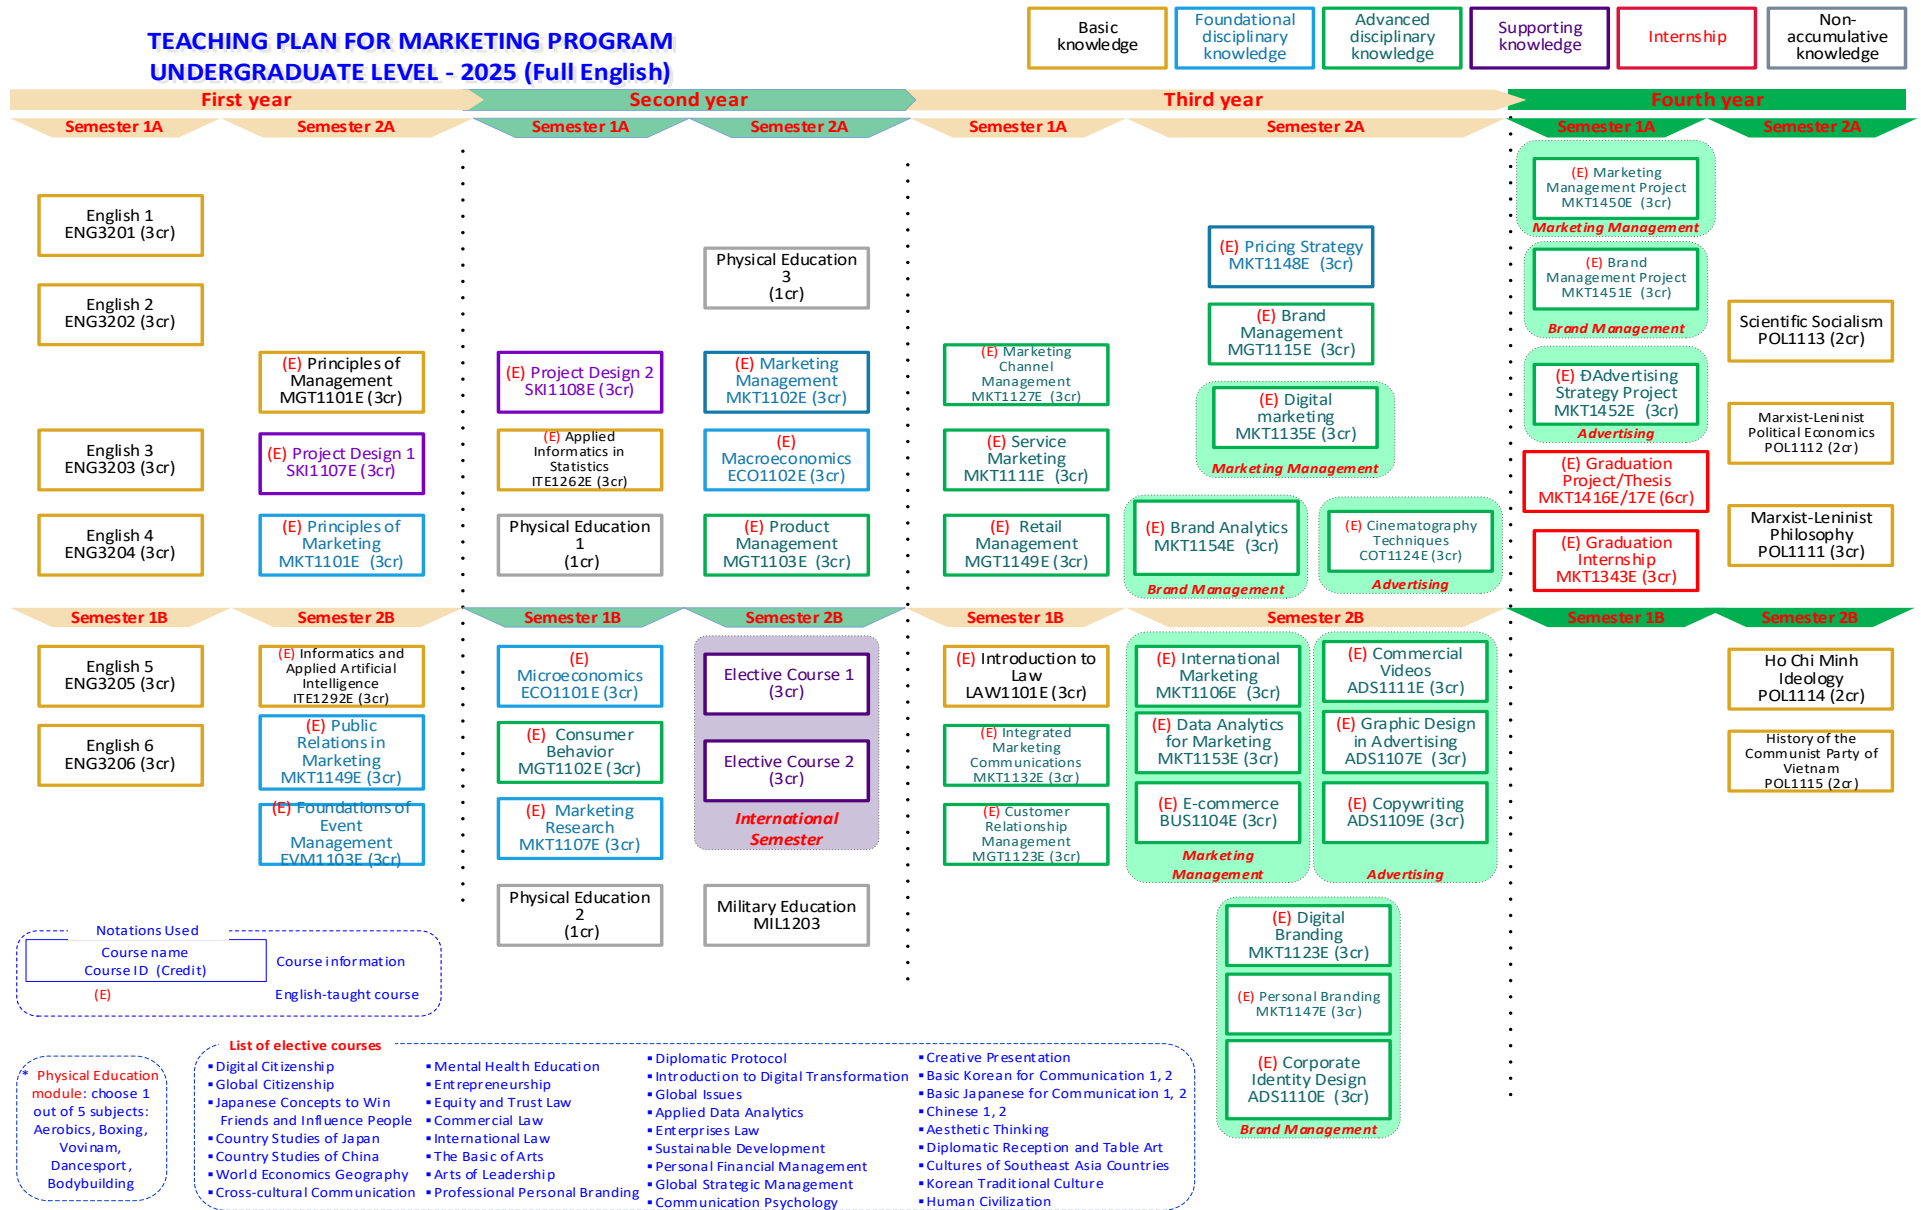 TEACHING PLAN FOR MARKETING PROGRAM
UNDERGRADUATE LEVEL - 2025 (Full English)
Basic
knowledge
Foundational
disciplinary
knowledge
Advanced
disciplinary
knowledge
Supporting
knowledge
Internship
Non-
accumulative
knowledge
First year
Second year
Third year
Fourth year
Semester 1A
Semester 2A
Semester 1A
Semester 2A
Semester 1A
Semester 2A
Semester 1A
Semester 2A
English 1
ENG3201 (3cr)
English 2
ENG3202 (3cr)
English 3
ENG3203 (3cr)
English 4
ENG3204 (3cr)
(E) Principles of
Management
MGT1101E (3cr)
(E) Project Design 1
SKI1107E (3cr)
(E) Principles of
Marketing
MKT1101E (3cr)
(E) Project Design 2
SKI1108E (3cr)
(E) Applied
Informatics in
Statistics
ITE1262E (3cr)
Physical Education
1
(1cr)
Physical Education
3
(1cr)
(E) Marketing
Management
MKT1102E (3cr)
(E)
Macroeconomics
ECO1102E (3cr)
(E) Product
Management
MGT1103E (3cr)
(E) Marketing
Channel
Management
MKT1127E (3cr)
(E) Service
Marketing
MKT1111E (3cr)
(E) Retail
Management
MGT1149E (3cr)
(E) Pricing Strategy
MKT1148E (3cr)
(E) Brand
Management
MGT1115E (3cr)
(E) Digital
marketing
MKT1135E (3cr)
Marketing Management
(E) Brand Analytics
MKT1154E (3cr)
Brand Management
(E) Cinematography
Techniques
COT1124E (3cr)
Advertising
(E) Marketing
Management Project
MKT1450E (3cr)
Marketing Management
(E) Brand
Management Project
MKT1451E (3cr)
Brand Management
(E) ĐAdvertising
Strategy Project
MKT1452E (3cr)
Advertising
(E) Graduation
Project/Thesis
MKT1416E/17E (6cr)
(E) Graduation
Internship
MKT1343E (3cr)
Scientific Socialism
POL1113 (2cr)
Marxist-Leninist
Political Economics
POL1112 (2cr)
Marxist-Leninist
Philosophy
POL1111 (3cr)
Semester 1B
Semester 2B
Semester 1B
Semester 2B
Semester 1B
Semester 2B
Semester 1B
Semester 2B
English 5
ENG3205 (3cr)
English 6
ENG3206 (3cr)
(E) Informatics and
Applied Artificial
Intelligence
ITE1292E (3cr)
(E) Public
Relations in
Marketing
MKT1149E (3cr)
(E) Foundations of
Event
Management
EVM1103E (3cr)
(E)
Microeconomics
ECO1101E (3cr)
(E) Consumer
Behavior
MGT1102E (3cr)
(E) Marketing
Research
MKT1107E (3cr)
Physical Education
2
(1cr)
Elective Course 1
(3cr)
Elective Course 2
(3cr)
International
Semester
Military Education
MIL1203
(E) Introduction to
Law
LAW1101E (3cr)
(E) Integrated
Marketing
Communications
MKT1132E (3cr)
(E) Customer
Relationship
Management
MGT1123E (3cr)
(E) International
Marketing
MKT1106E (3cr)
(E) Data Analytics
for Marketing
MKT1153E (3cr)
(E) E-commerce
BUS1104E (3cr)
Marketing
Management
(E) Commercial
Videos
ADS1111E (3cr)
(E) Graphic Design
in Advertising
ADS1107E (3cr)
(E) Copywriting
ADS1109E (3cr)
Advertising
(E) Digital
Branding
MKT1123E (3cr)
(E) Personal Branding
MKT1147E (3cr)
(E) Corporate
Identity Design
ADS1110E (3cr)
Brand Management
Ho Chi Minh
Ideology
POL1114 (2cr)
History of the
Communist Party of
Vietnam
POL1115 (2cr)
Notations Used
Course name
Course ID (Credit)
Course information
(E)
English-taught course
* Physical Education
module: choose 1
out of 5 subjects:
Aerobics, Boxing,
Vovinam,
Dancesport,
Bodybuilding
List of elective courses
▪Digital Citizenship
▪Global Citizenship
▪Japanese Concepts to Win
Friends and Influence People
▪Country Studies of Japan
▪Country Studies of China
▪World Economics Geography
▪Cross-cultural Communication
▪Mental Health Education
▪Entrepreneurship
▪Equity and Trust Law
▪Commercial Law
▪International Law
▪The Basic of Arts
▪Arts of Leadership
▪Professional Personal Branding
▪Diplomatic Protocol
▪Introduction to Digital Transformation
▪Global Issues
▪Applied Data Analytics
▪Enterprises Law
▪Sustainable Development
▪Personal Financial Management
▪Global Strategic Management
▪Communication Psychology
▪Creative Presentation
▪Basic Korean for Communication 1, 2
▪Basic Japanese for Communication 1, 2
▪Chinese 1, 2
▪Aesthetic Thinking
▪Diplomatic Reception and Table Art
▪Cultures of Southeast Asia Countries
▪Korean Traditional Culture
▪Human Civilization